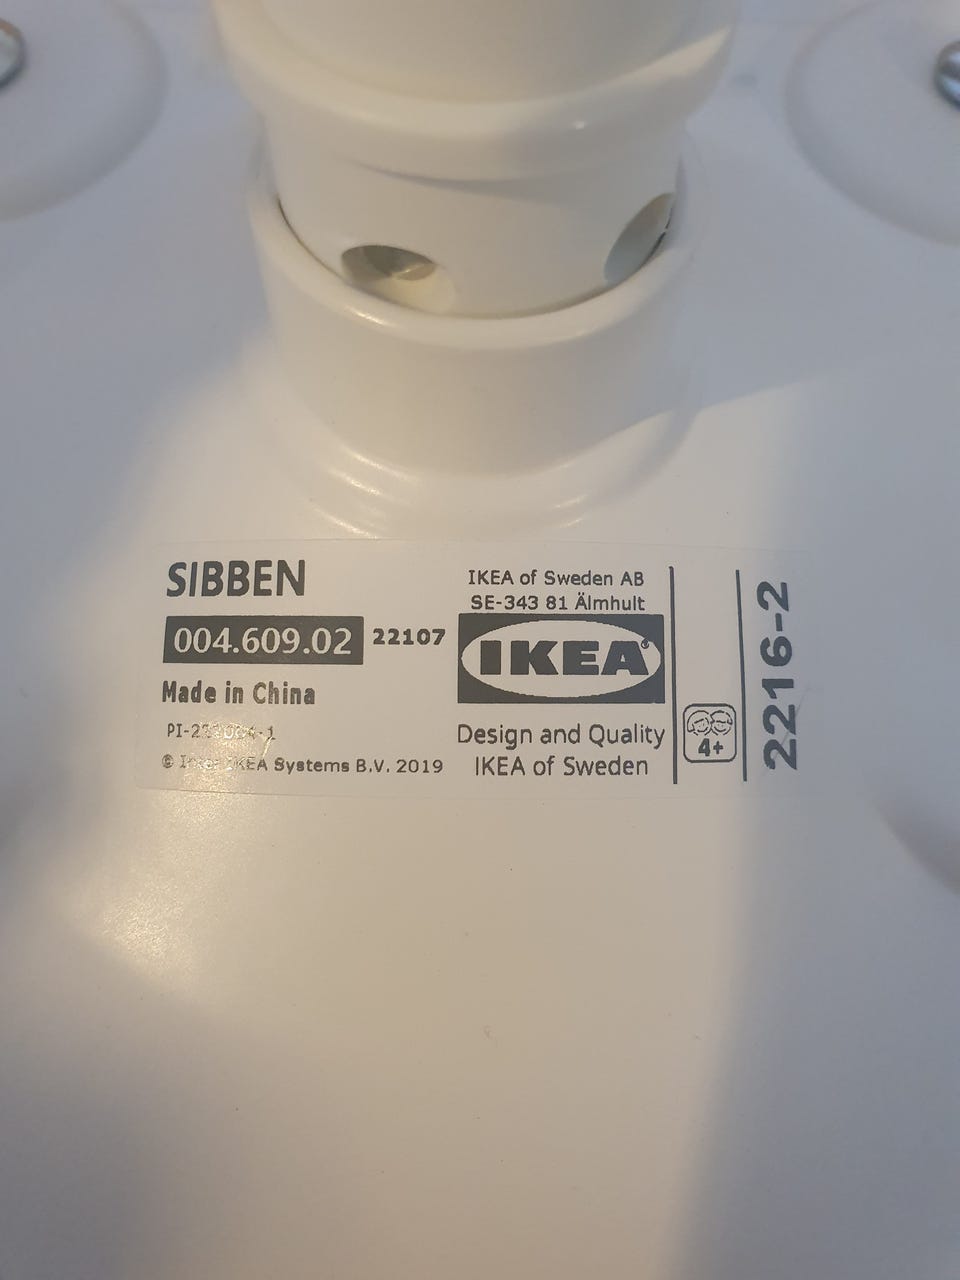 SIBBEN
004.609.02 22107
Made in China
© Inter IKEA Systems B.V. 2019
IKEA of Sweden AB
SE-343 81 Älmhult
IKEA®
Design and Quality
IKEA of Sweden
4+
2216-2